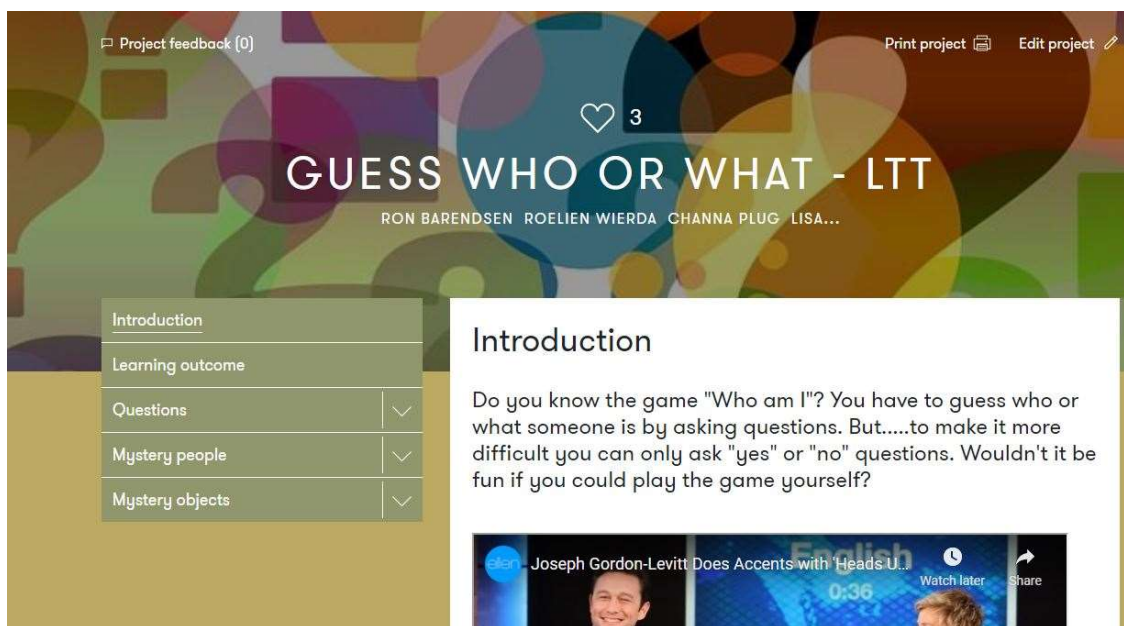 Project feedback (0)
Print project
Edit project
3
GUESS WHO OR WHAT - LTT
RON BARENDSEN ROELIEN WIERDA CHANNA PLUG LISA...
Introduction
Learning outcome
Questions
Mystery people
Mystery objects
Introduction
Do you know the game "Who am I"? You have to guess who or
what someone is by asking questions. But.....to make it more
difficult you can only ask "yes" or "no" questions. Wouldn't it be
fun if you could play the game yourself?
ellen
Joseph Gordon-Levitt Does Accents with 'Heads U...
English
0:36
Watch later
Share